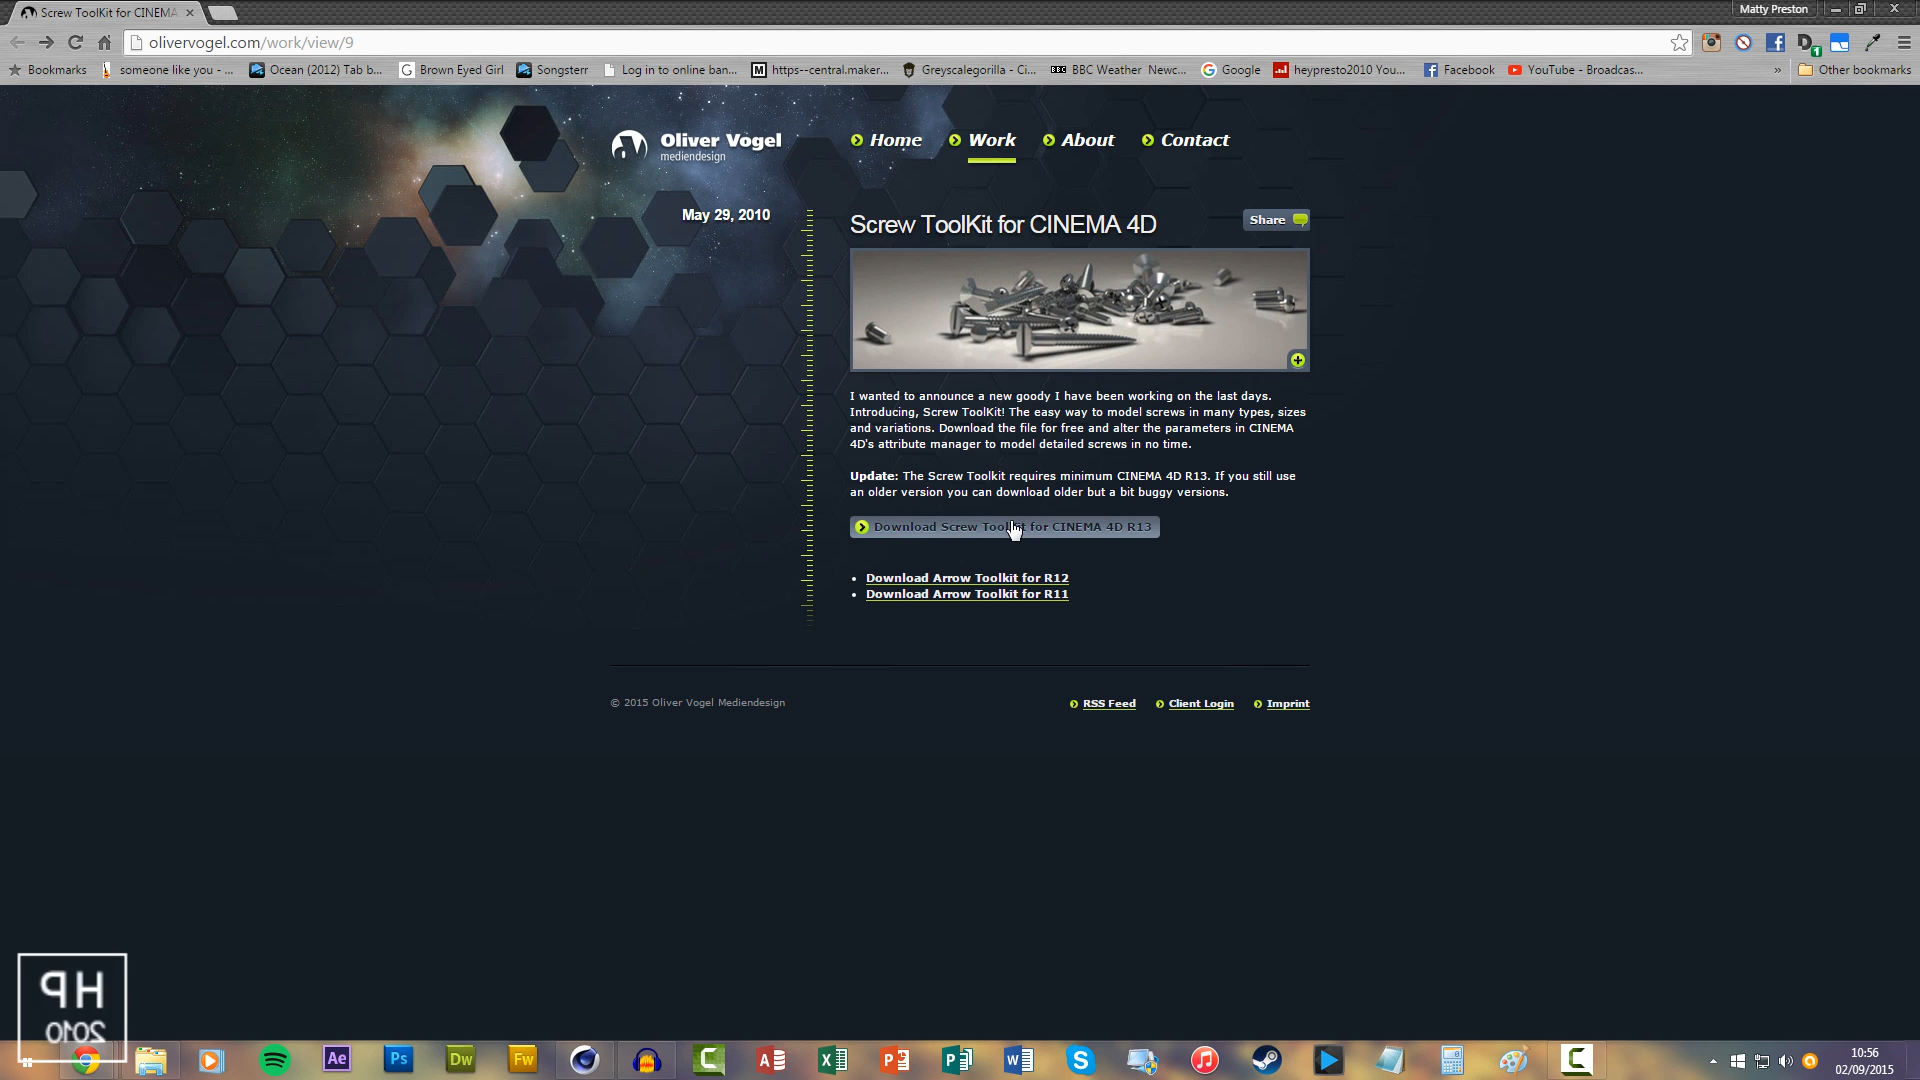 Screw ToolKit for CINEMA
Matty Preston
olivervogel.com/work/view/9
Bookmarks
someone like you - ...
Ocean (2012) Tab b...
Brown Eyed Girl
Songsterr
Log in to online ban...
https--central.maker...
Greyscalegorilla - Ci...
BBC Weather Newc...
Google
heypresto2010 You...
Facebook
YouTube - Broadcas...
»
Other bookmarks
Oliver Vogel
mediendesign
Home
Work
About
Contact
May 29, 2010
Screw ToolKit for CINEMA 4D
Share
I wanted to announce a new goody I have been working on the last days.
Introducing, Screw ToolKit! The easy way to model screws in many types, sizes
and variations. Download the file for free and alter the parameters in CINEMA
4D's attribute manager to model detailed screws in no time.
Update: The Screw Toolkit requires minimum CINEMA 4D R13. If you still use
an older version you can download older but a bit buggy versions.
Download Screw Toolkit for CINEMA 4D R13
• Download Arrow Toolkit for R12
• Download Arrow Toolkit for R11
© 2015 Oliver Vogel Mediendesign
RSS Feed
Client Login
Imprint
HP
2010
Ae
Ps
Dw
Fw
10:56
02/09/2015